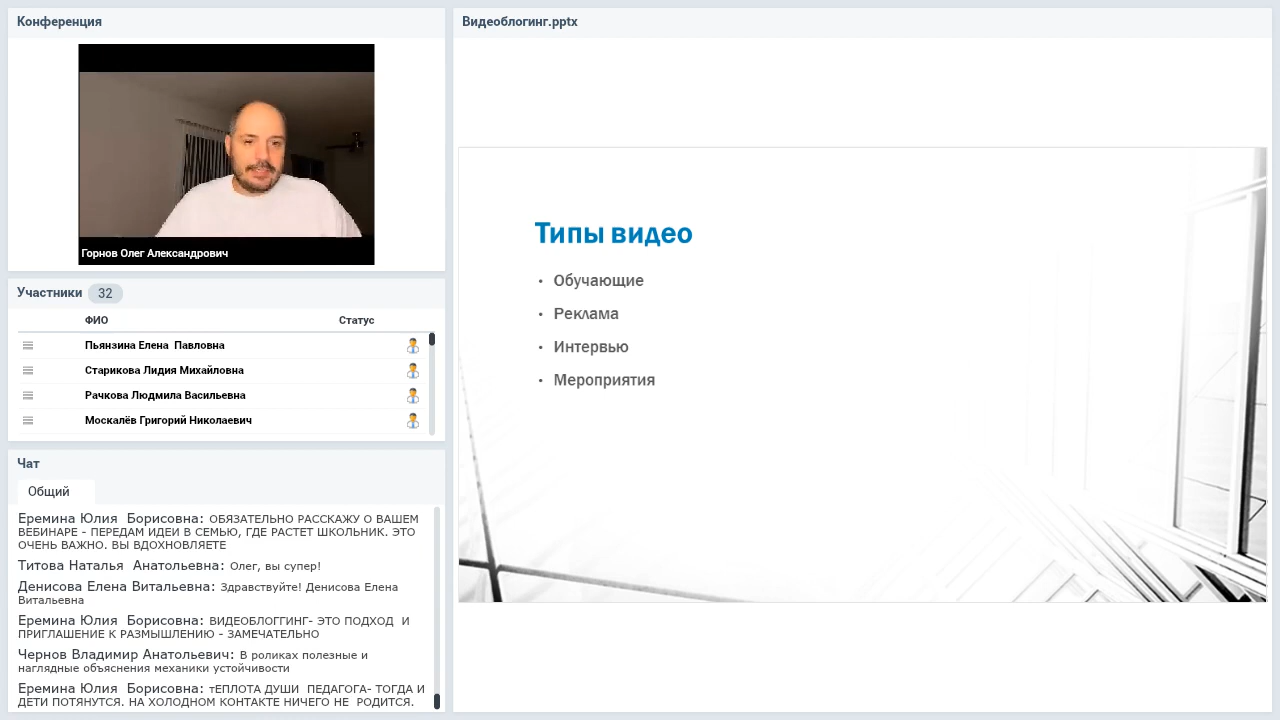 Конференция
Горнов Олег Александрович
Участники 32
ФИО Статус
Пьянзина Елена  Павловна
Старикова Лидия Михайловна
Рачкова Людмила Васильевна
Москалёв Григорий Николаевич
Чат
Общий
Еремина Юлия  Борисовна: ОБЯЗАТЕЛЬНО РАССКАЖУ О ВАШЕМ
ВЕБИНАРЕ - ПЕРЕДАМ ИДЕИ В СЕМЬЮ, ГДЕ РАСТЕТ ШКОЛЬНИК. ЭТО
ОЧЕНЬ ВАЖНО. ВЫ ВДОХНОВЛЯЕТЕ
Титова Наталья  Анатольевна: Олег, вы супер!
Денисова Елена Витальевна: Здравствуйте! Денисова Елена
Витальевна
Еремина Юлия  Борисовна: ВИДЕОБЛОГГИНГ- ЭТО ПОДХОД  И
ПРИГЛАШЕНИЕ К РАЗМЫШЛЕНИЮ - ЗАМЕЧАТЕЛЬНО
Чернов Владимир Анатольевич: В роликах полезные и
наглядные объяснения механики устойчивости
Еремина Юлия  Борисовна: тЕПЛОТА ДУШИ  ПЕДАГОГА- ТОГДА И
ДЕТИ ПОТЯНУТСЯ. НА ХОЛОДНОМ КОНТАКТЕ НИЧЕГО НЕ  РОДИТСЯ.
Видеоблогинг.pptx
Типы видео
• Обучающие
• Реклама
• Интервью
• Мероприятия